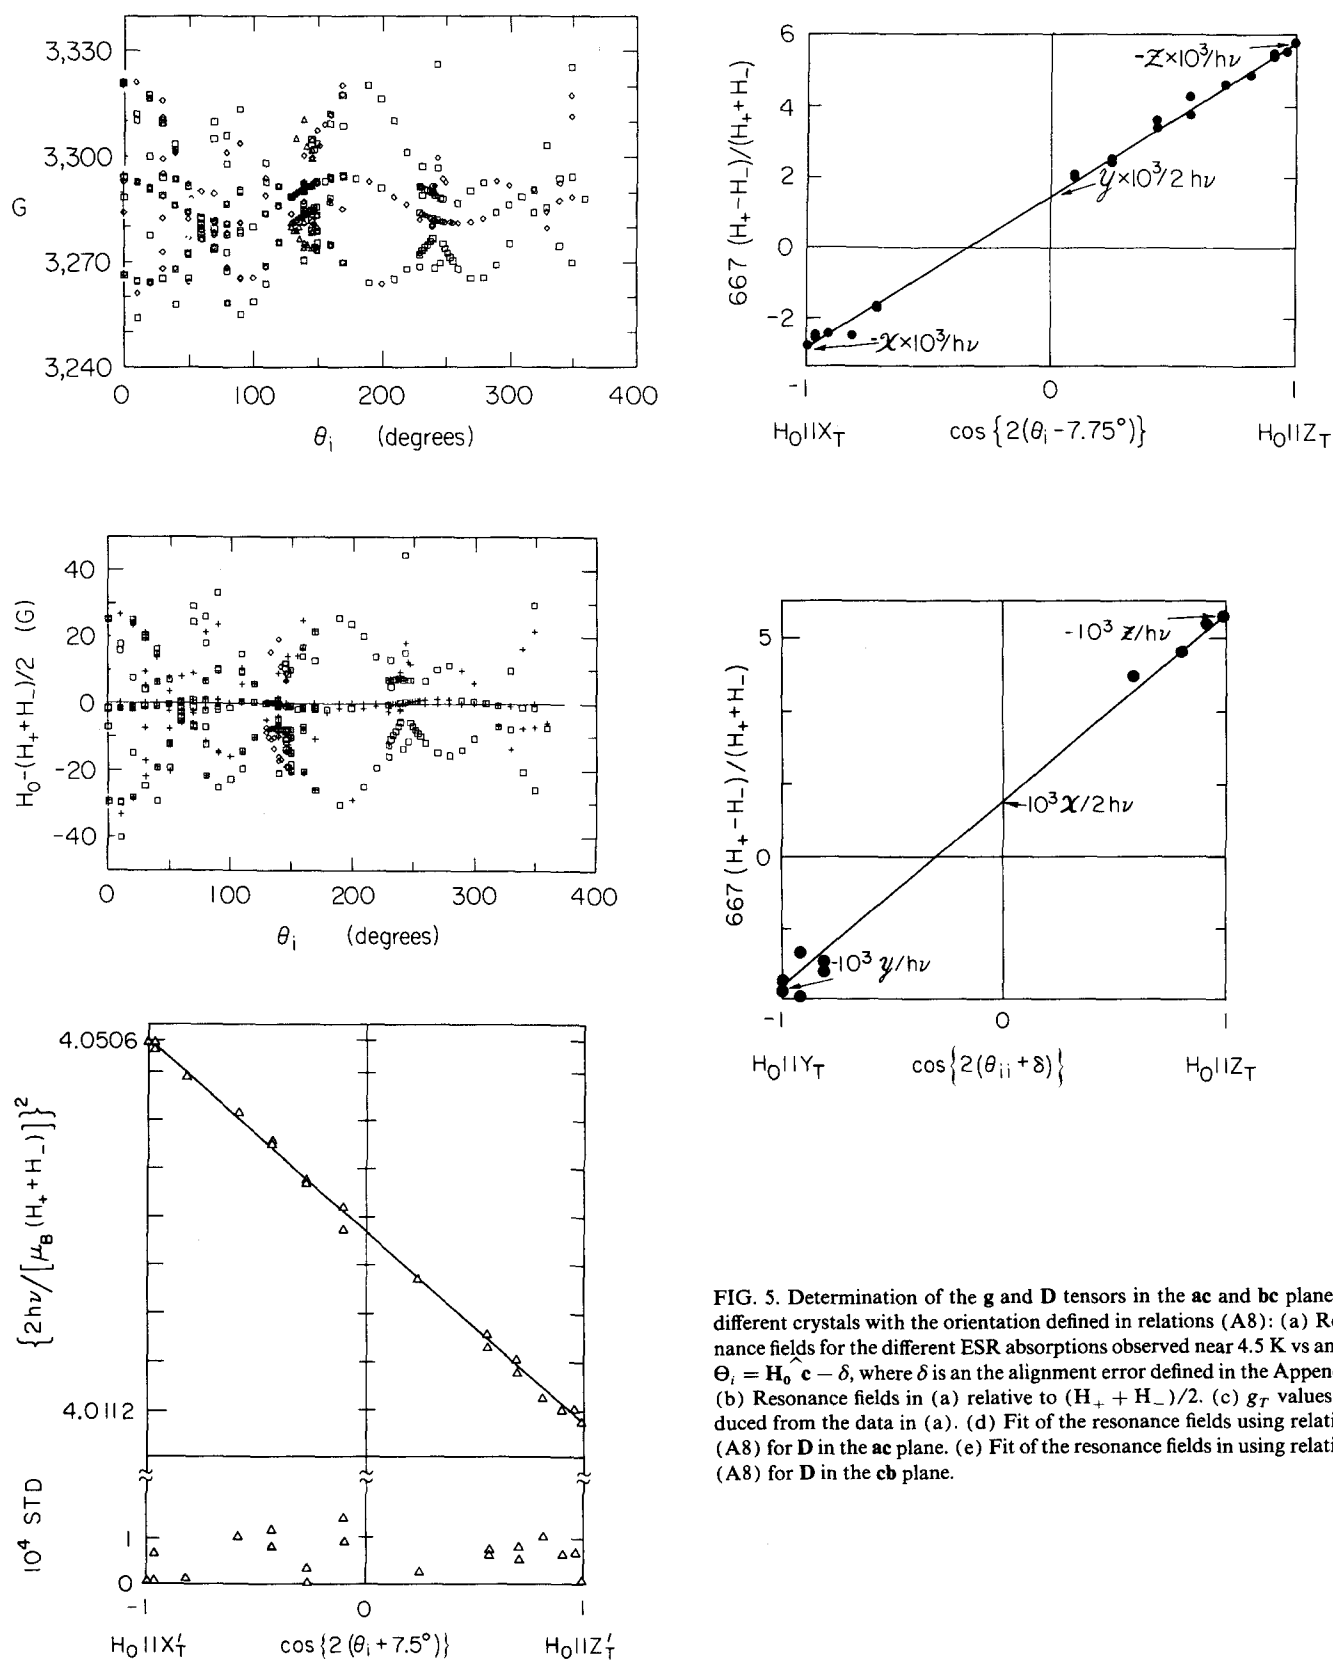 3,330
3,300
G
3,270
3,240
0
100
200
300
400
θi (degrees)
6
4
2
0
-2
667 (H+-H-)/(H++H-)
-Z×10³/hν
y×10³/2hν
-X×10³/hν
-1
0
1
H0||XT
cos{2(θi-7.75°)}
H0||ZT
40
20
0
-20
-40
H0-(H++H-)/2 (G)
0
100
200
300
400
θi (degrees)
5
0
667 (H+-H-)/(H++H-)
-10³ Z/hν
10³X/2hν
-10³ y/hν
-1
0
1
H0||YT
cos{2(θii+δ)}
H0||ZT
4.0506
4.0112
{2hν/[μB(H++H-)]}²
10⁴ STD
1
0
-1
0
1
H0||X'T
cos{2(θi+7.5°)}
H0||Z'T
FIG. 5. Determination of the g and D tensors in the ac and bc plane
different crystals with the orientation defined in relations (A8): (a) R
nance fields for the different ESR absorptions observed near 4.5 K vs an
Θi = H0^c − δ, where δ is an the alignment error defined in the Appen
(b) Resonance fields in (a) relative to (H+ + H−)/2. (c) gT values
duced from the data in (a). (d) Fit of the resonance fields using relati
(A8) for D in the ac plane. (e) Fit of the resonance fields in using relati
(A8) for D in the cb plane.